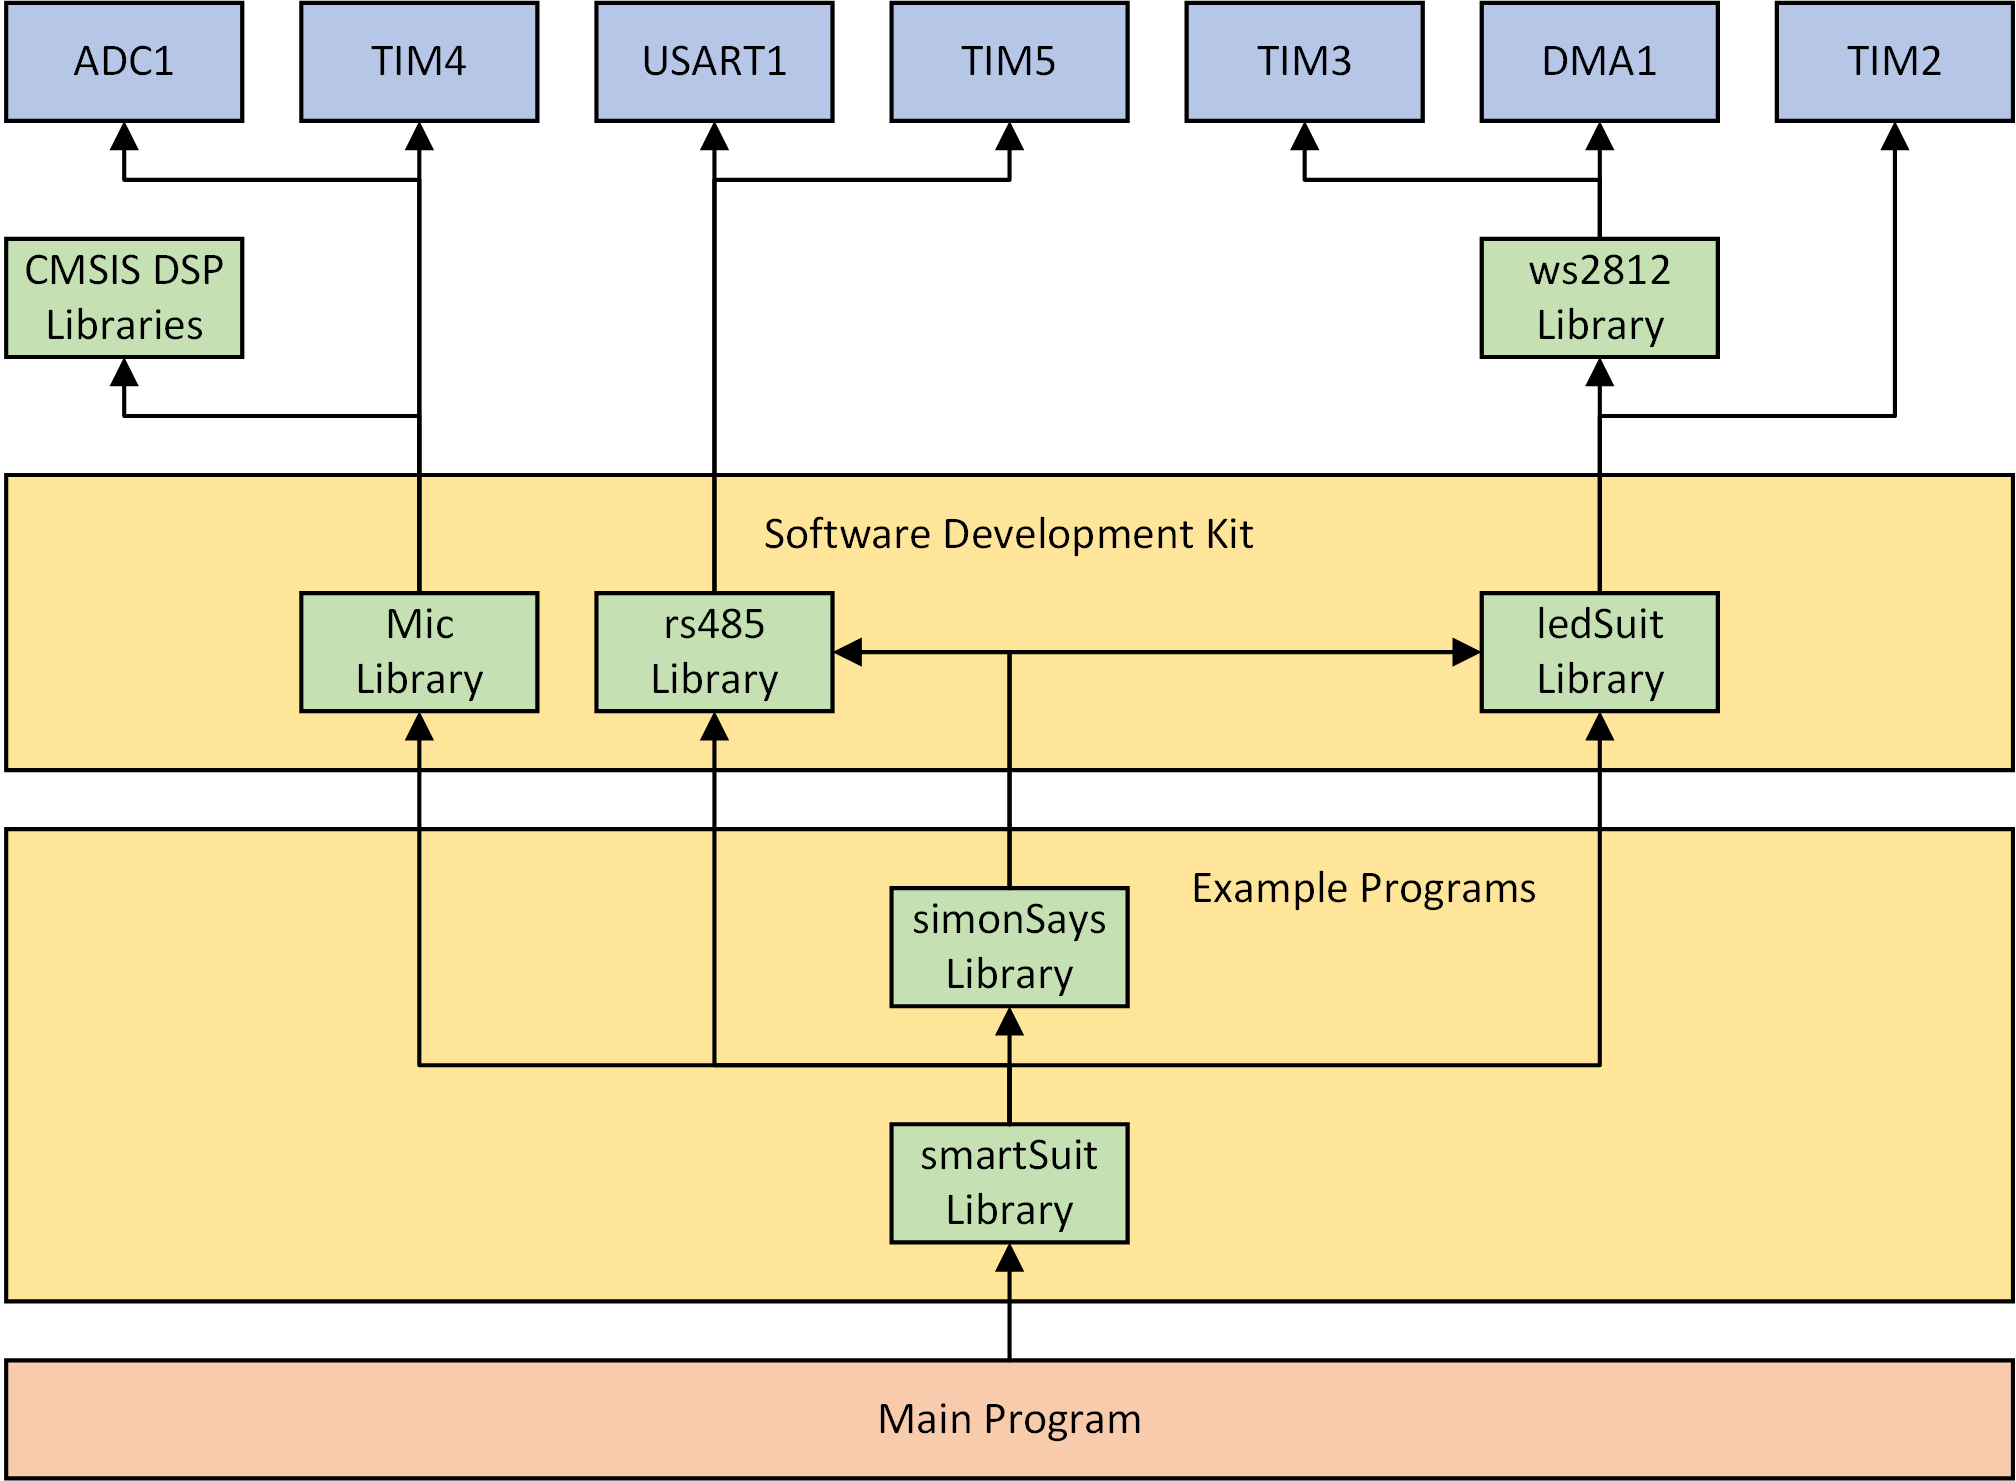 ADC1
TIM4
USART1
TIM5
TIM3
DMA1
TIM2
CMSIS DSP
Libraries
ws2812
Library
Software Development Kit
Mic
Library
rs485
Library
ledSuit
Library
Example Programs
simonSays
Library
smartSuit
Library
Main Program